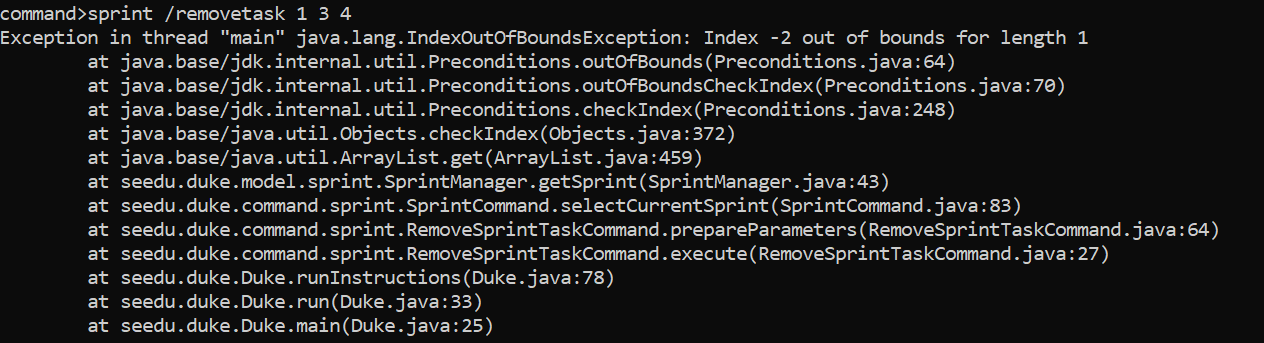 command>sprint /removetask 1 3 4
Exception in thread "main" java.lang.IndexOutOfBoundsException: Index -2 out of bounds for length 1
        at java.base/jdk.internal.util.Preconditions.outOfBounds(Preconditions.java:64)
        at java.base/jdk.internal.util.Preconditions.outOfBoundsCheckIndex(Preconditions.java:70)
        at java.base/jdk.internal.util.Preconditions.checkIndex(Preconditions.java:248)
        at java.base/java.util.Objects.checkIndex(Objects.java:372)
        at java.base/java.util.ArrayList.get(ArrayList.java:459)
        at seedu.duke.model.sprint.SprintManager.getSprint(SprintManager.java:43)
        at seedu.duke.command.sprint.SprintCommand.selectCurrentSprint(SprintCommand.java:83)
        at seedu.duke.command.sprint.RemoveSprintTaskCommand.prepareParameters(RemoveSprintTaskCommand.java:64)
        at seedu.duke.command.sprint.RemoveSprintTaskCommand.execute(RemoveSprintTaskCommand.java:27)
        at seedu.duke.Duke.runInstructions(Duke.java:78)
        at seedu.duke.Duke.run(Duke.java:33)
        at seedu.duke.Duke.main(Duke.java:25)